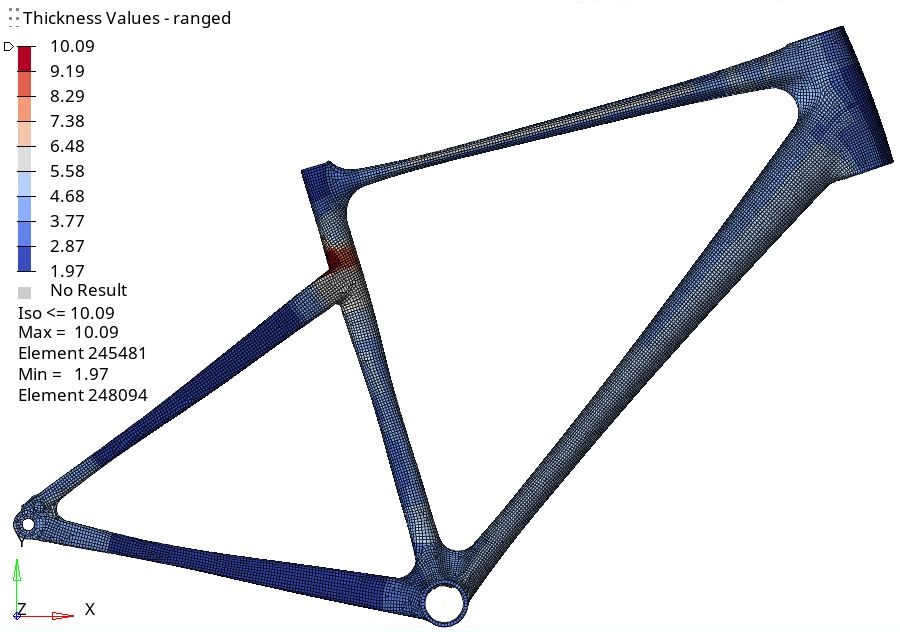 Thickness Values - ranged
10.09
9.19
8.29
7.38
6.48
5.58
4.68
3.77
2.87
1.97
No Result
Iso <= 10.09
Max = 10.09
Element 245481
Min = 1.97
Element 248094
Z X